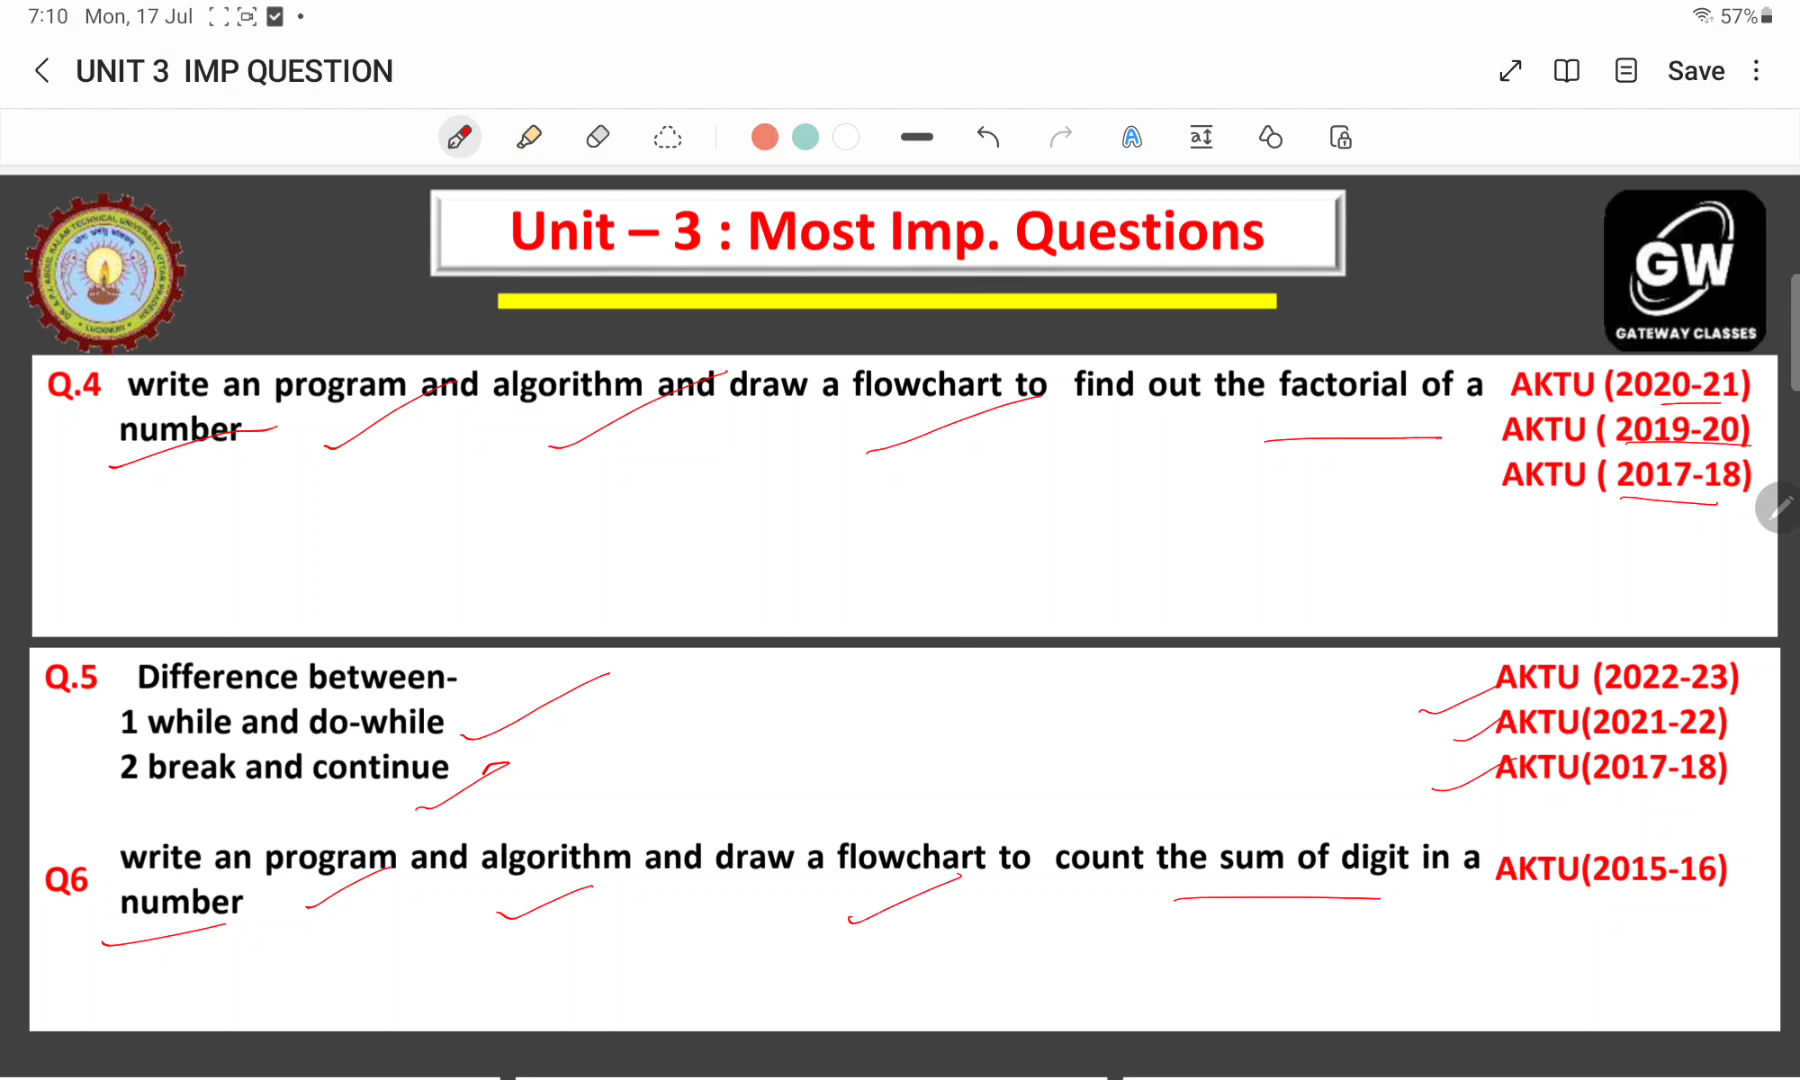 7:10 Mon, 17 Jul
57%
UNIT 3 IMP QUESTION
Save
Unit – 3 : Most Imp. Questions
GW
GATEWAY CLASSES
Q.4 write an program and algorithm and draw a flowchart to find out the factorial of a AKTU (2020-21)
number AKTU ( 2019-20)
AKTU ( 2017-18)
Q.5 Difference between- AKTU (2022-23)
1 while and do-while AKTU(2021-22)
2 break and continue AKTU(2017-18)
Q6 write an program and algorithm and draw a flowchart to count the sum of digit in a AKTU(2015-16)
number